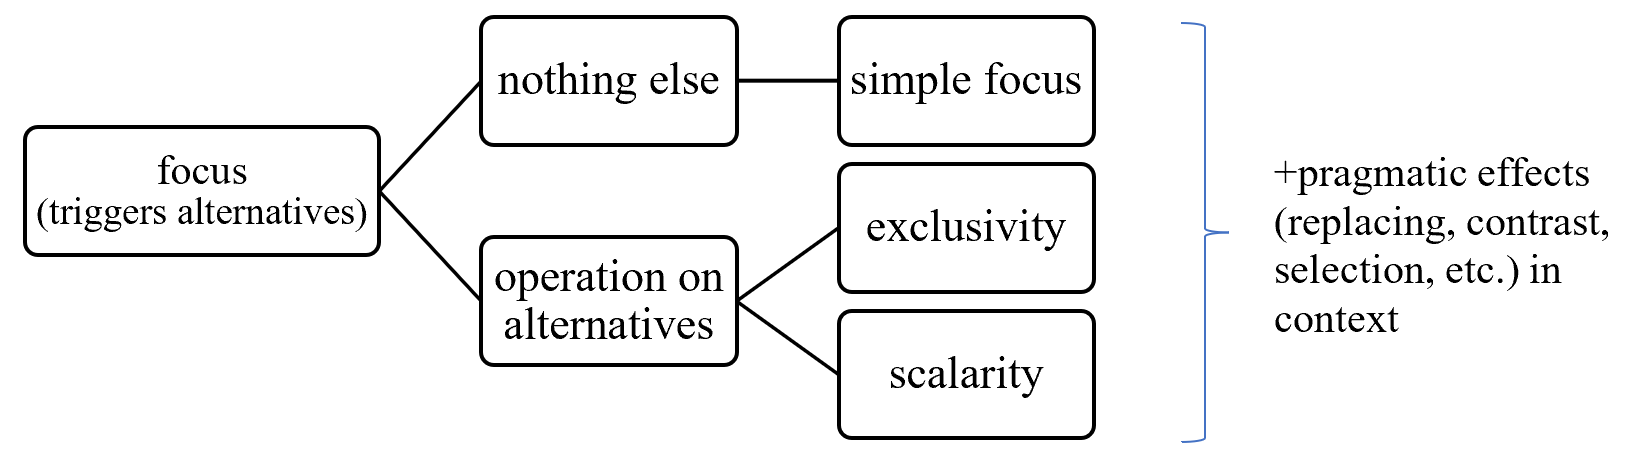 focus
(triggers alternatives)
nothing else
simple focus
operation on
alternatives
exclusivity
scalarity
+pragmatic effects
(replacing, contrast,
selection, etc.) in
context